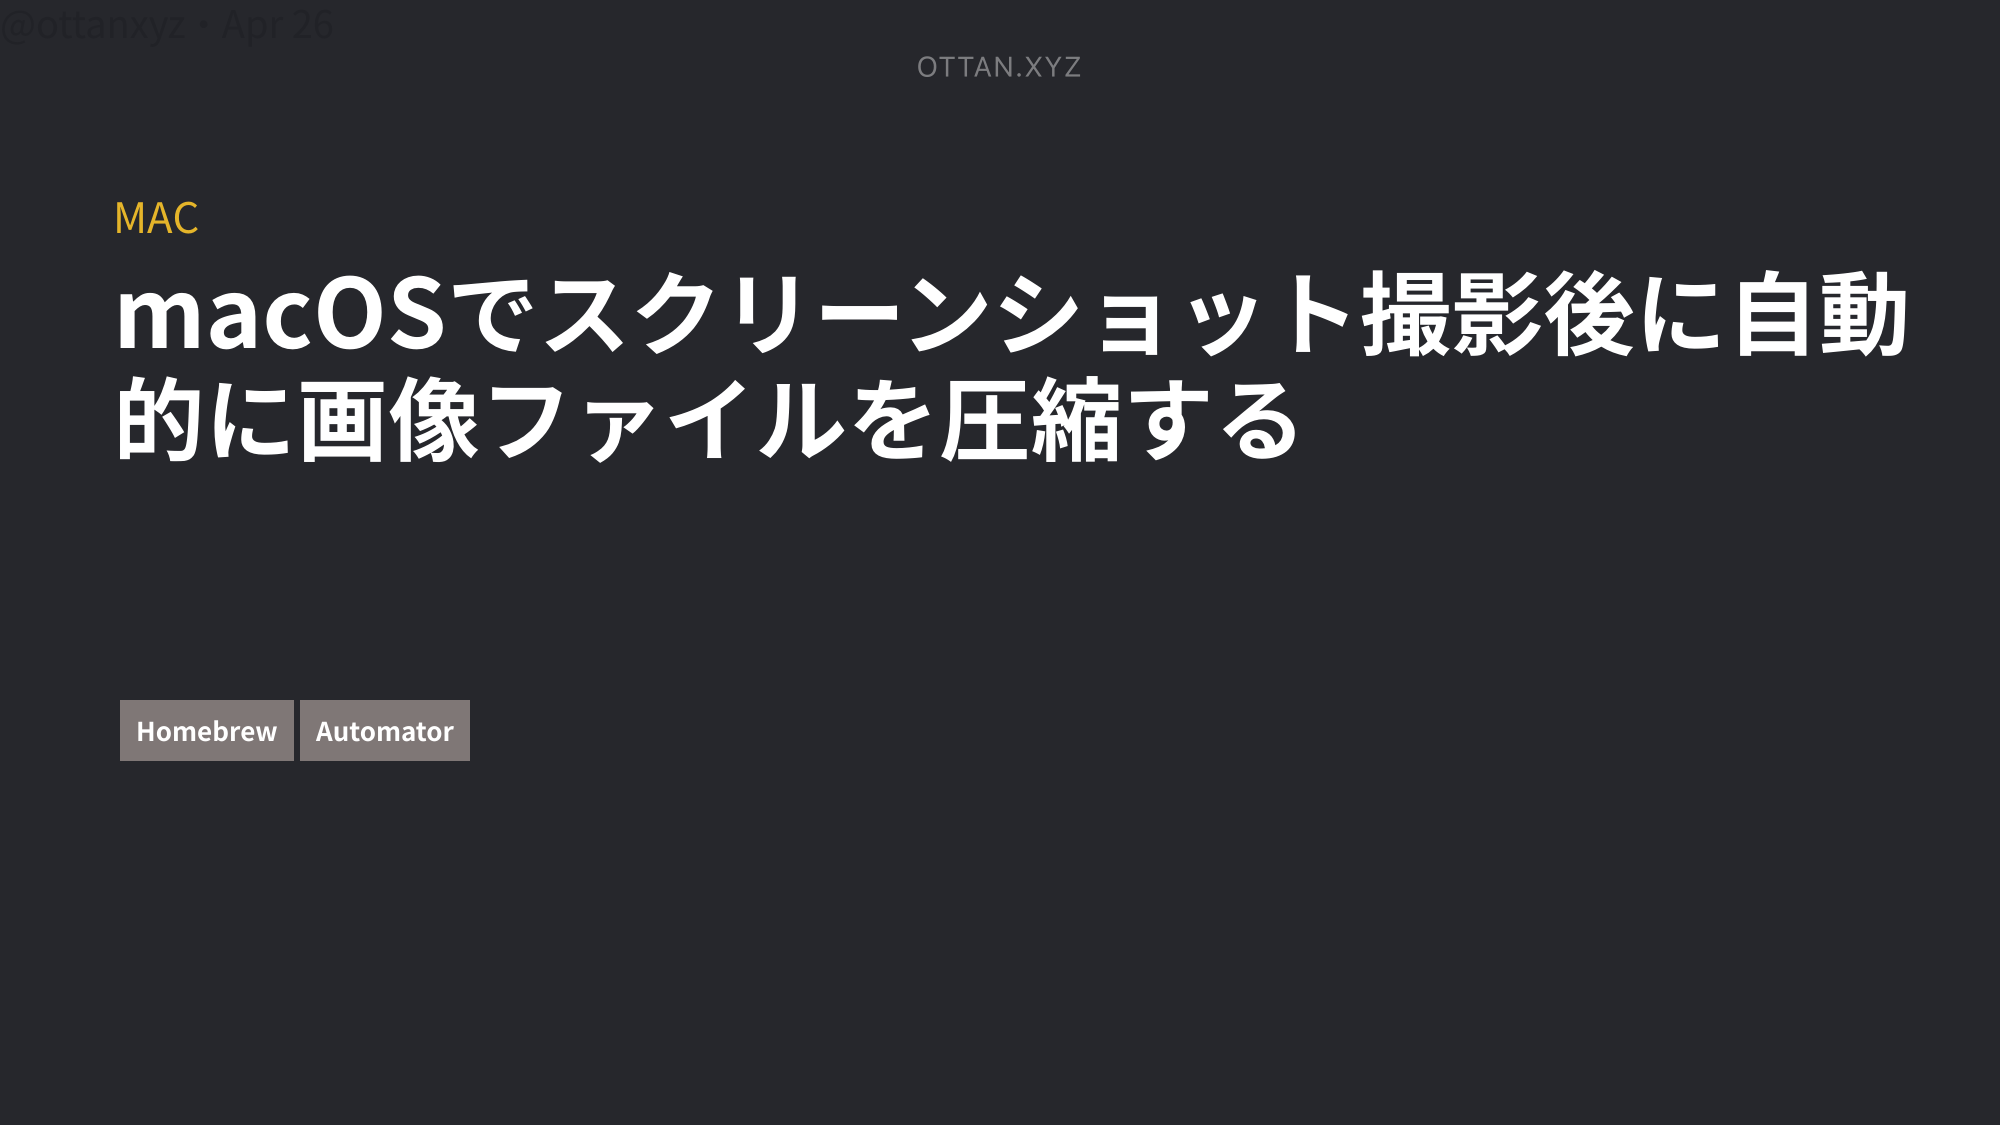 @ottanxyz・Apr 26
OTTAN.XYZ
MAC
macOSでスクリーンショット撮影後に自動
的に画像ファイルを圧縮する
Homebrew
Automator